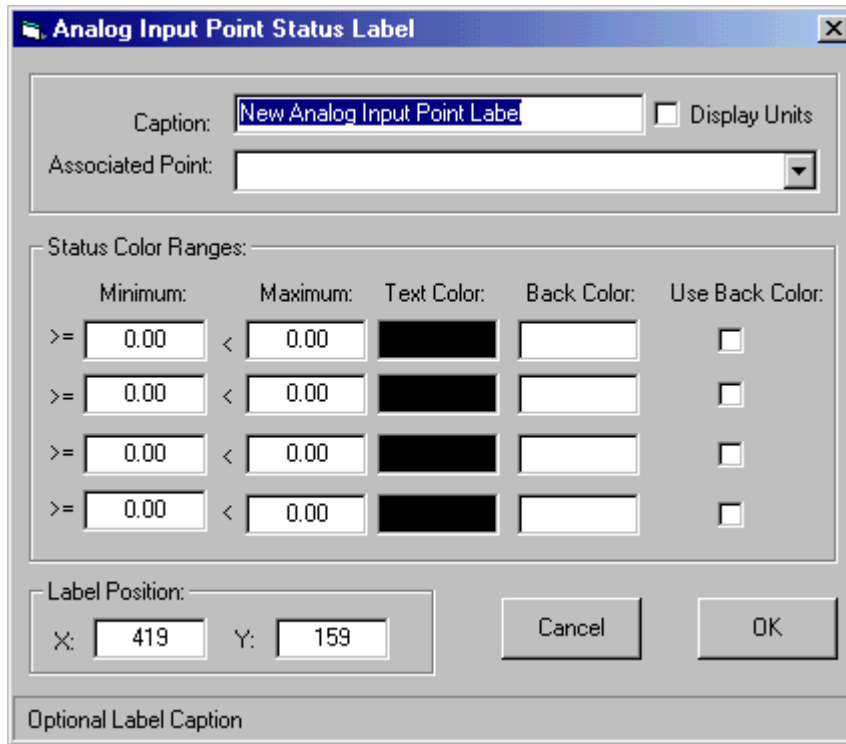 Analog Input Point Status Label
Caption: New Analog Input Point Label Display Units
Associated Point:
Status Color Ranges:
Minimum: Maximum: Text Color: Back Color: Use Back Color:
>= 0.00 < 0.00
>= 0.00 < 0.00
>= 0.00 < 0.00
>= 0.00 < 0.00
Label Position:
X: 419 Y: 159 Cancel OK
Optional Label Caption